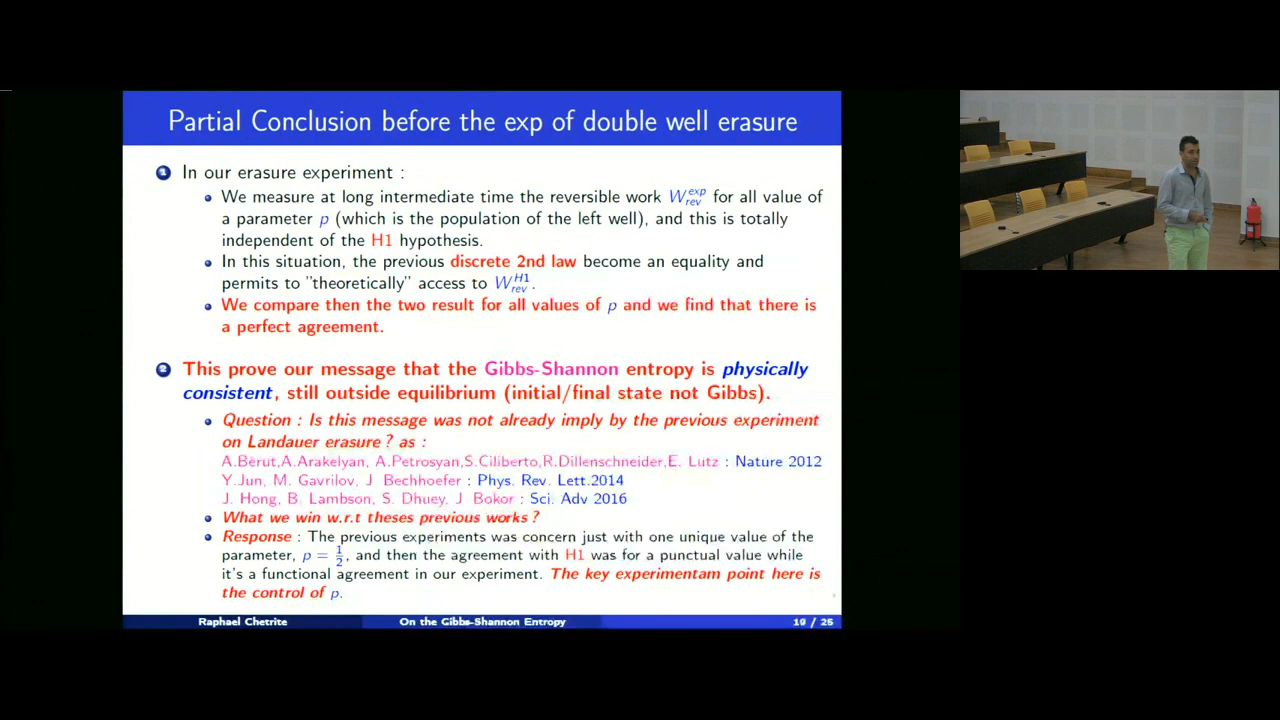 Partial Conclusion before the exp of double well erasure
1 In our erasure experiment :
• We measure at long intermediate time the reversible work W_rev^exp for all value of
a parameter p (which is the population of the left well), and this is totally
independent of the H1 hypothesis.
• In this situation, the previous discrete 2nd law become an equality and
permits to "theoretically" access to W_rev^H1.
• We compare then the two result for all values of p and we find that there is
a perfect agreement.
2 This prove our message that the Gibbs-Shannon entropy is physically
consistent, still outside equilibrium (initial/final state not Gibbs).
• Question : Is this message was not already imply by the previous experiment
on Landauer erasure ? as :
A.Bérut,A.Arakelyan, A.Petrosyan,S.Ciliberto,R.Dillenschneider,E. Lutz : Nature 2012
Y.Jun, M. Gavrilov, J Bechhoefer : Phys. Rev. Lett.2014
J. Hong, B. Lambson, S. Dhuey, J Bokor : Sci. Adv 2016
• What we win w.r.t theses previous works ?
• Response : The previous experiments was concern just with one unique value of the
parameter, p = 1/2, and then the agreement with H1 was for a punctual value while
it's a functional agreement in our experiment. The key experimentam point here is
the control of p.
Raphael Chetrite On the Gibbs-Shannon Entropy 19 / 25